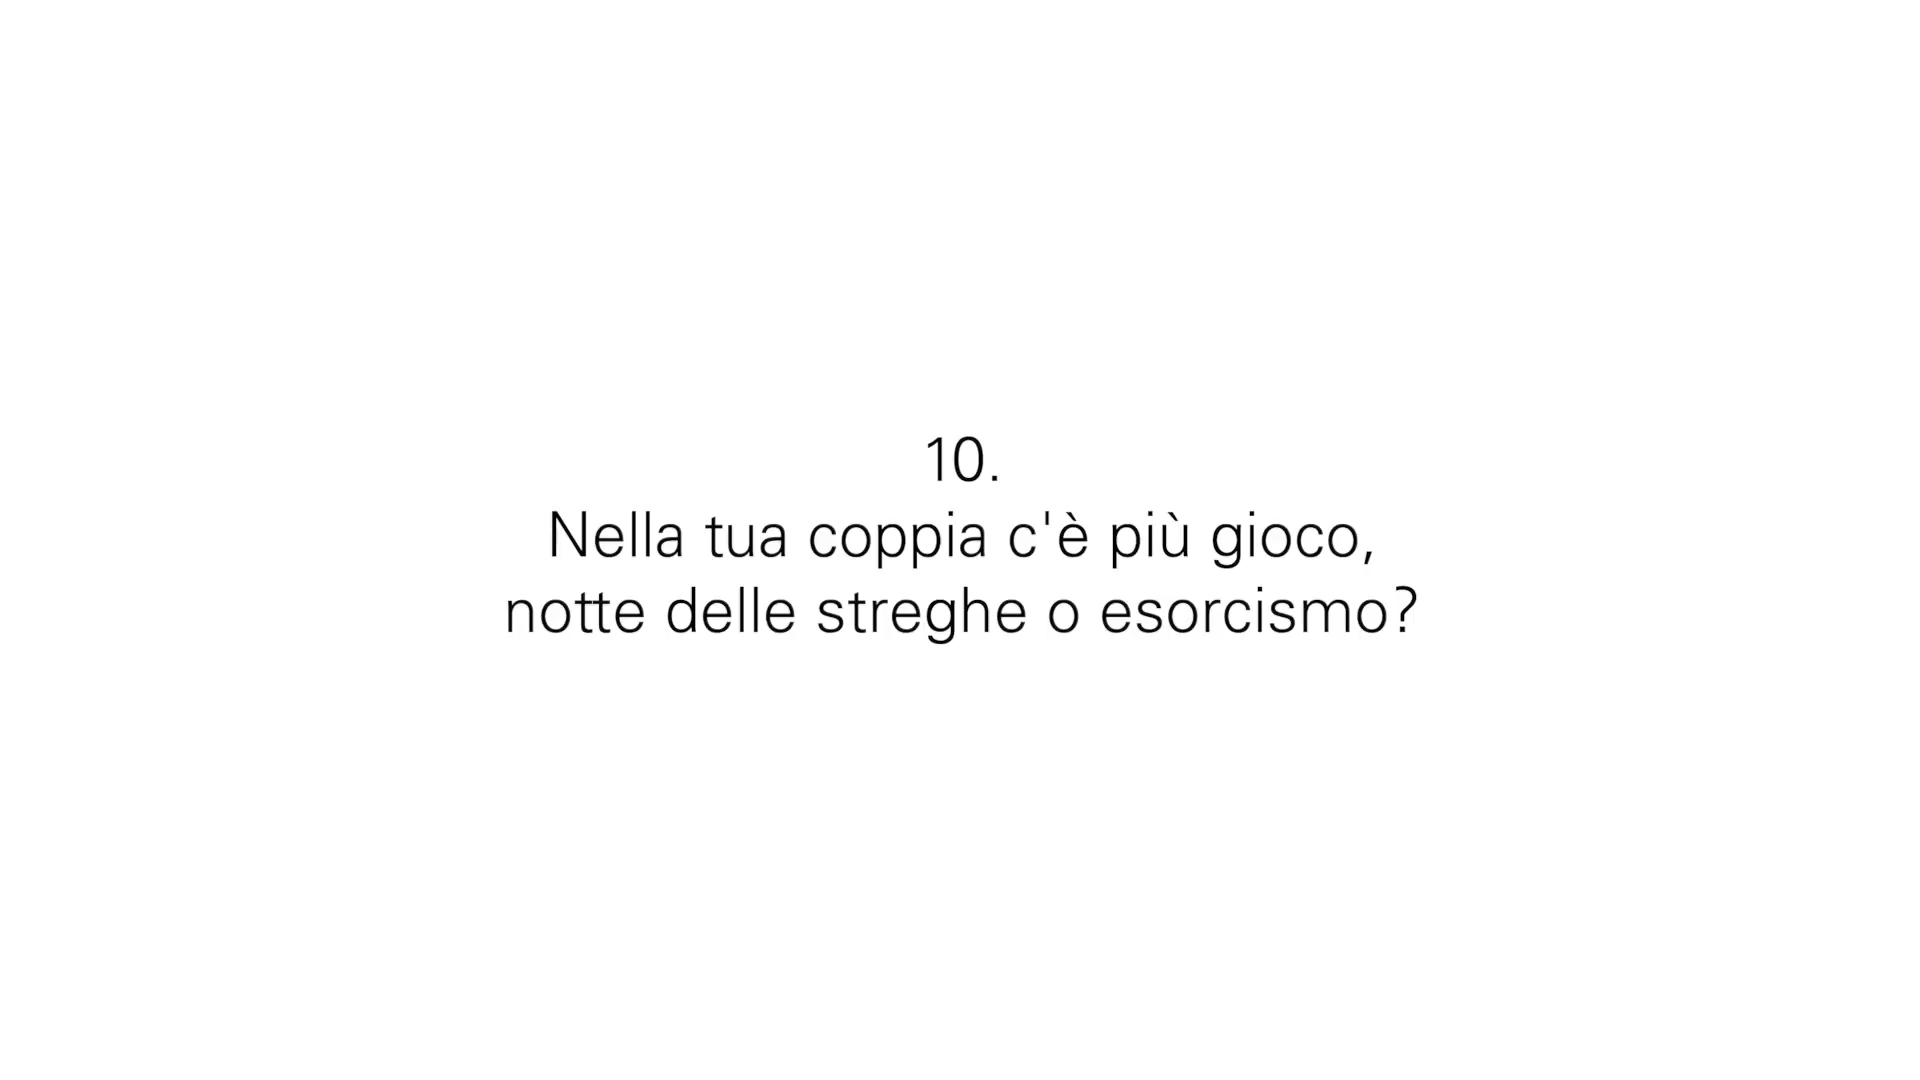 10.
Nella tua coppia c'è più gioco,
notte delle streghe o esorcismo?